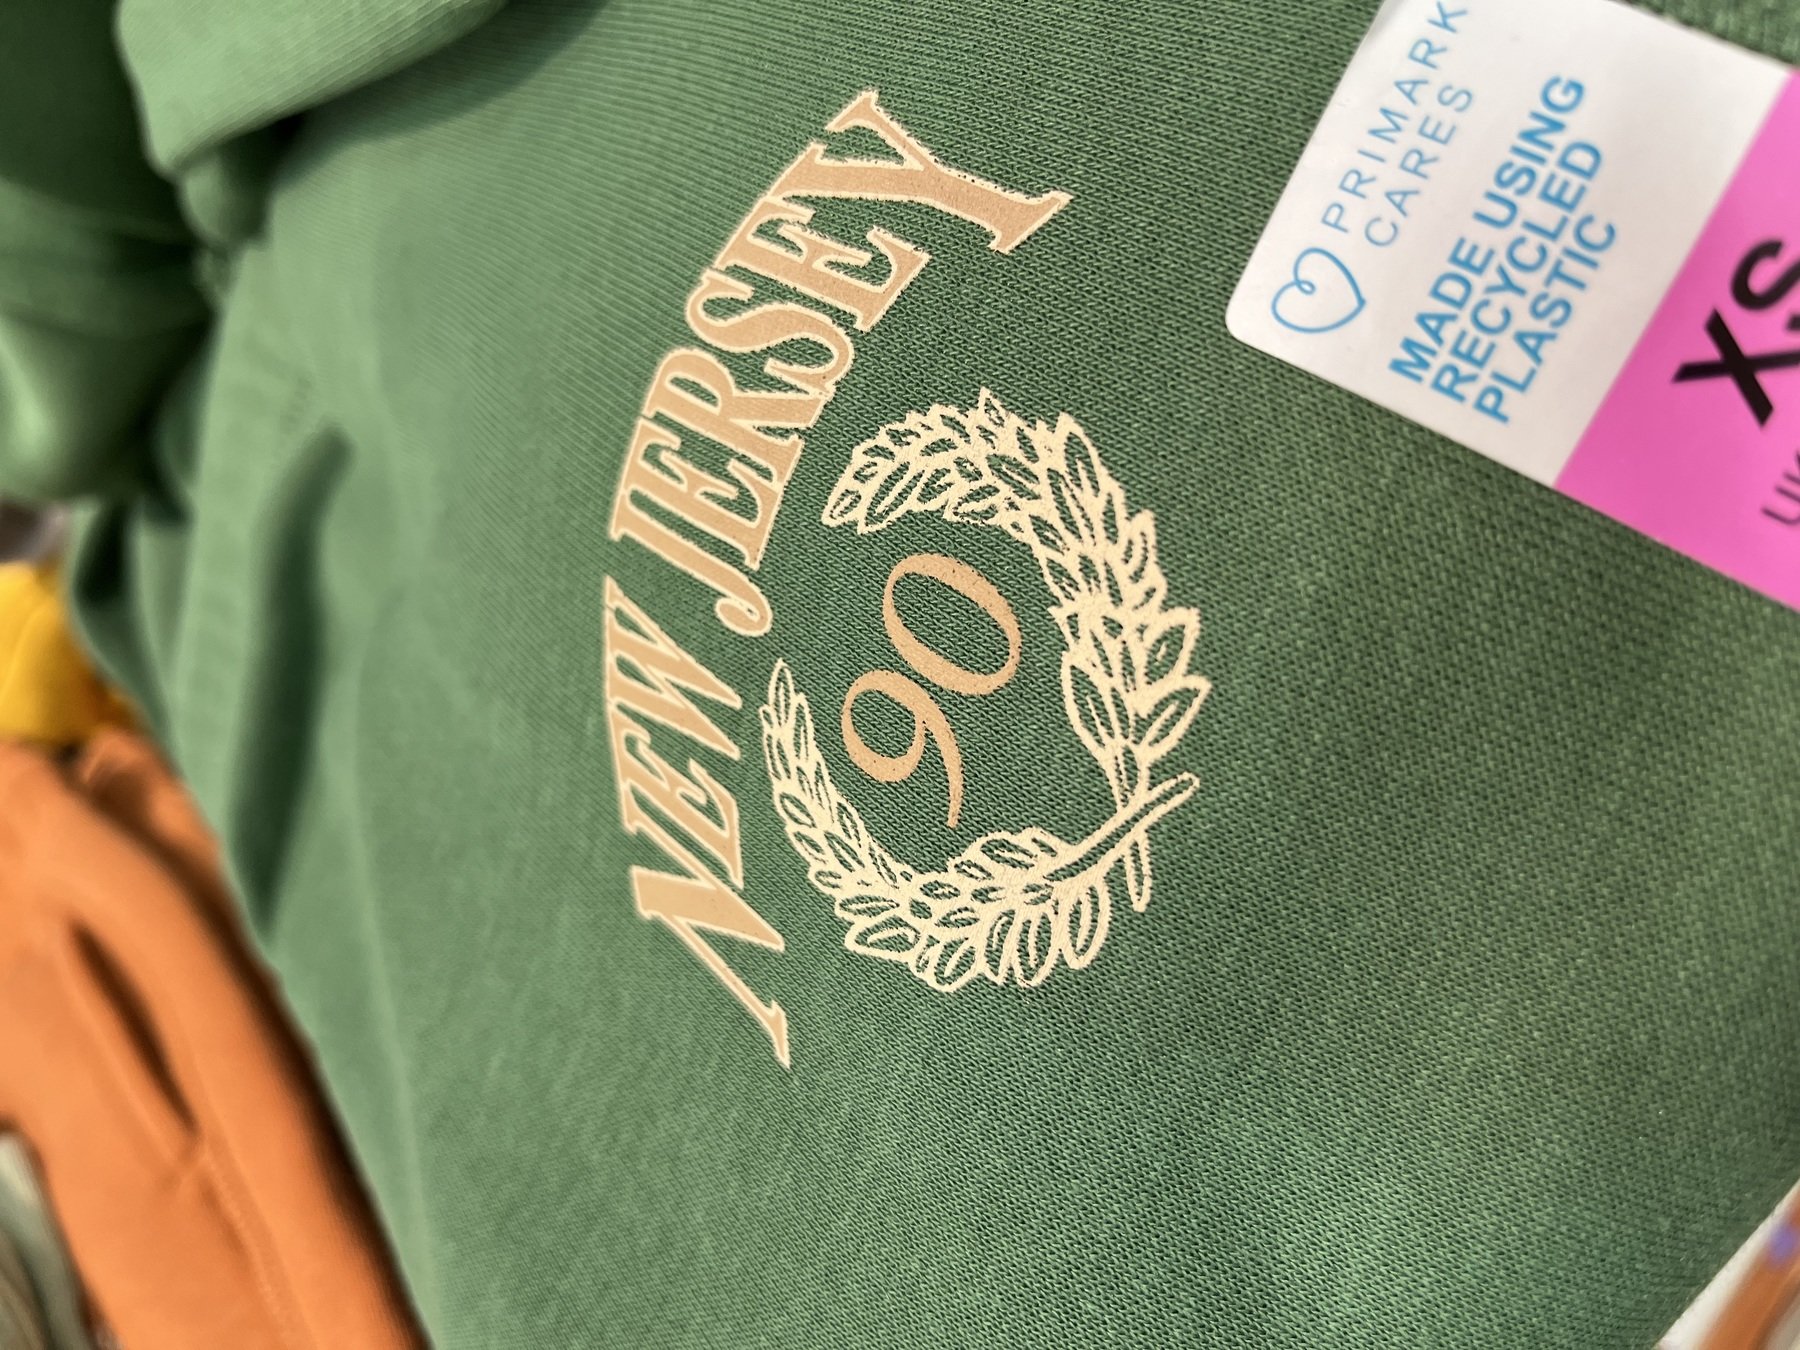 NEW JERSEY
90
PRIMARK
CARES
MADE USING
RECYCLED
PLASTIC
XS